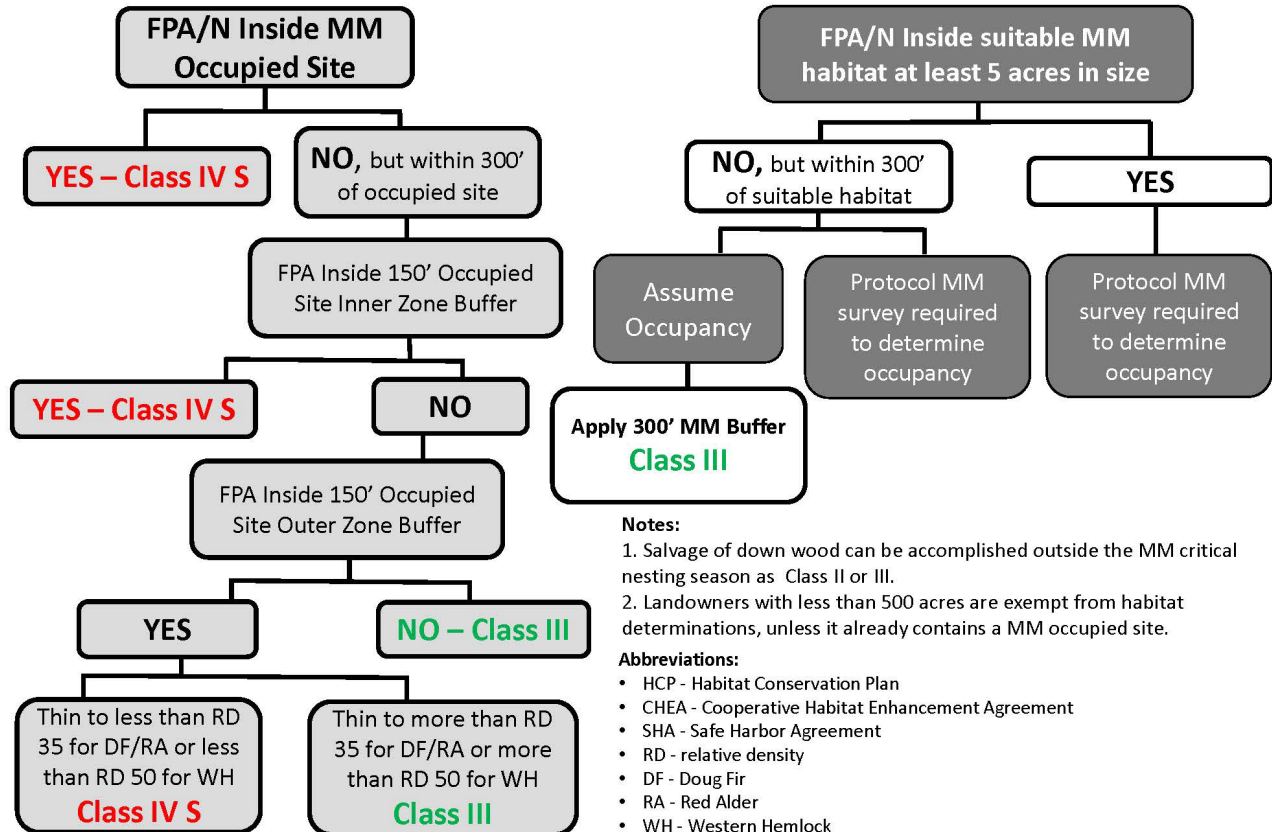 FPA/N Inside MM
Occupied Site
YES – Class IV S
NO, but within 300'
of occupied site
FPA Inside 150' Occupied
Site Inner Zone Buffer
YES – Class IV S
NO
FPA Inside 150' Occupied
Site Outer Zone Buffer
YES
NO – Class III
Thin to less than RD
35 for DF/RA or less
than RD 50 for WH
Class IV S
Thin to more than RD
35 for DF/RA or more
than RD 50 for WH
Class III
FPA/N Inside suitable MM
habitat at least 5 acres in size
NO, but within 300'
of suitable habitat
YES
Assume
Occupancy
Protocol MM
survey required
to determine
occupancy
Protocol MM
survey required
to determine
occupancy
Apply 300' MM Buffer
Class III
Notes:
1. Salvage of down wood can be accomplished outside the MM critical
nesting season as Class II or III.
2. Landowners with less than 500 acres are exempt from habitat
determinations, unless it already contains a MM occupied site.
Abbreviations:
• HCP - Habitat Conservation Plan
• CHEA - Cooperative Habitat Enhancement Agreement
• SHA - Safe Harbor Agreement
• RD - relative density
• DF - Doug Fir
• RA - Red Alder
• WH - Western Hemlock